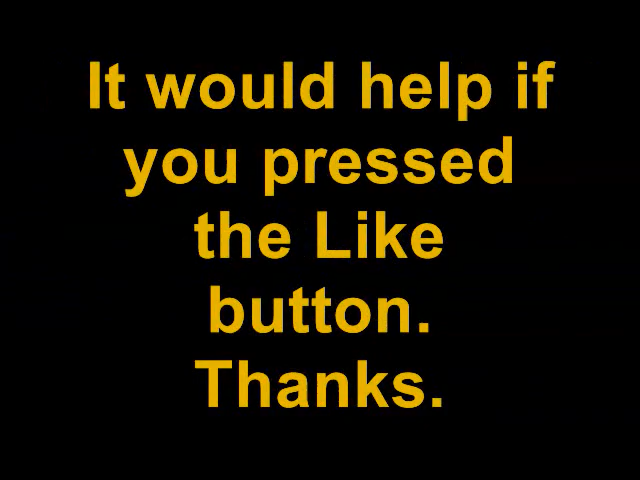 It would help if
you pressed
the Like
button.
Thanks.